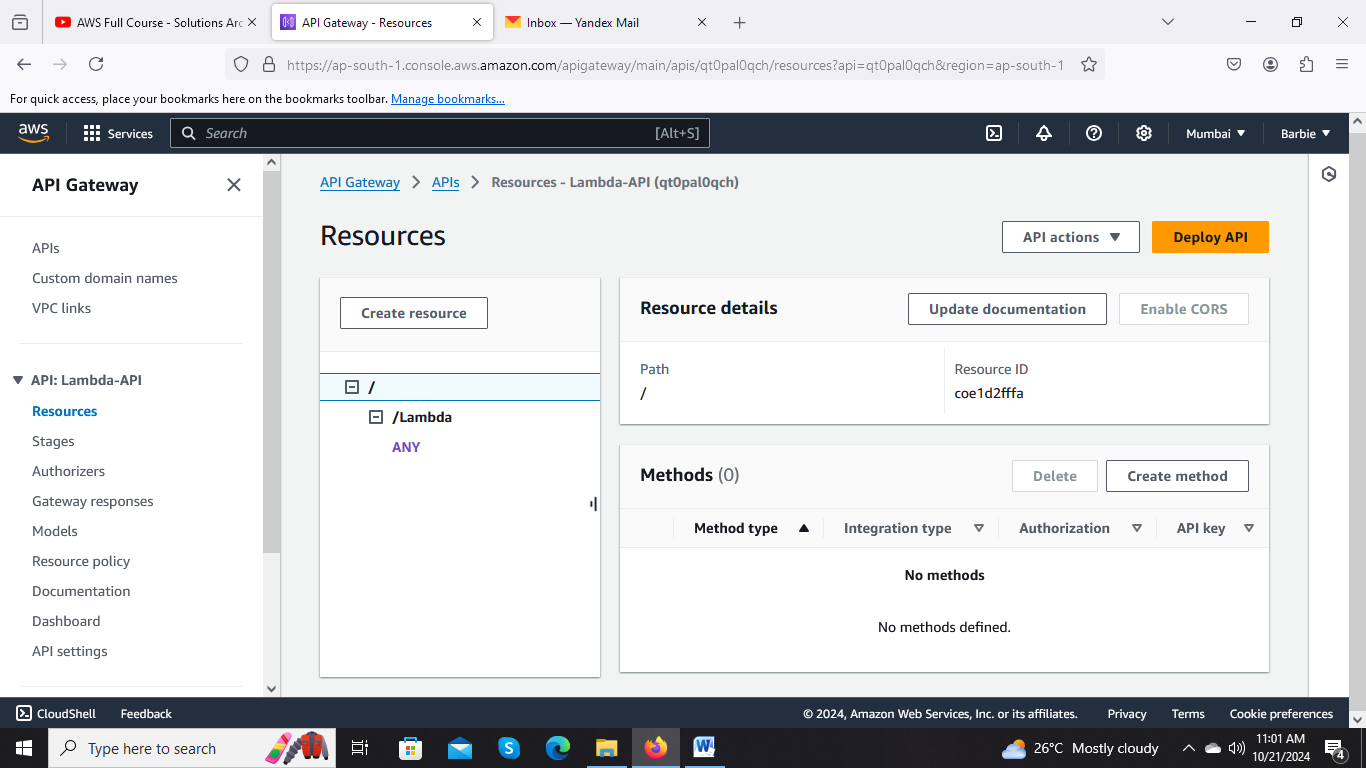 AWS Full Course - Solutions Arc
API Gateway - Resources
Inbox — Yandex Mail
https://ap-south-1.console.aws.amazon.com/apigateway/main/apis/qt0pal0qch/resources?api=qt0pal0qch&region=ap-south-1
For quick access, place your bookmarks here on the bookmarks toolbar. Manage bookmarks...
aws
Services
Search
[Alt+S]
Mumbai
Barbie
API Gateway
APIs
Custom domain names
VPC links
API: Lambda-API
Resources
Stages
Authorizers
Gateway responses
Models
Resource policy
Documentation
Dashboard
API settings
API Gateway > APIs > Resources - Lambda-API (qt0pal0qch)
Resources
API actions
Deploy API
Create resource
/
/Lambda
ANY
Resource details
Update documentation
Enable CORS
Path
/
Resource ID
coe1d2fffa
Methods (0)
Delete
Create method
Method type
Integration type
Authorization
API key
No methods
No methods defined.
CloudShell
Feedback
© 2024, Amazon Web Services, Inc. or its affiliates.
Privacy
Terms
Cookie preferences
Type here to search
26°C Mostly cloudy
11:01 AM
10/21/2024
4